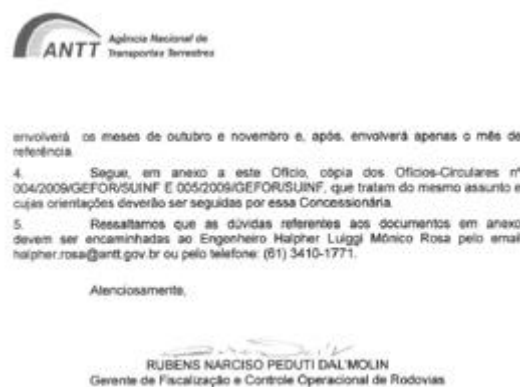 ANTT
Agência Nacional de
Transportes Terrestres
envolverá os meses de outubro e novembro e, após, envolverá apenas o mês de
referência.
4. Segue, em anexo a este Ofício, cópia dos Ofícios-Circulares nº
004/2009/GEFOR/SUINF E 005/2009/GEFOR/SUINF, que tratam do mesmo assunto e
cujas orientações deverão ser seguidas por essa Concessionária.
5. Ressaltamos que as dúvidas referentes aos documentos em anexo
devem ser encaminhadas ao Engenheiro Halpher Luiggi Mônico Rosa pelo email
halpher.rosa@antt.gov.br ou pelo telefone: (61) 3410-1771.
Atenciosamente,
RUBENS NARCISO PEDUTI DAL'MOLIN
Gerente de Fiscalização e Controle Operacional de Rodovias